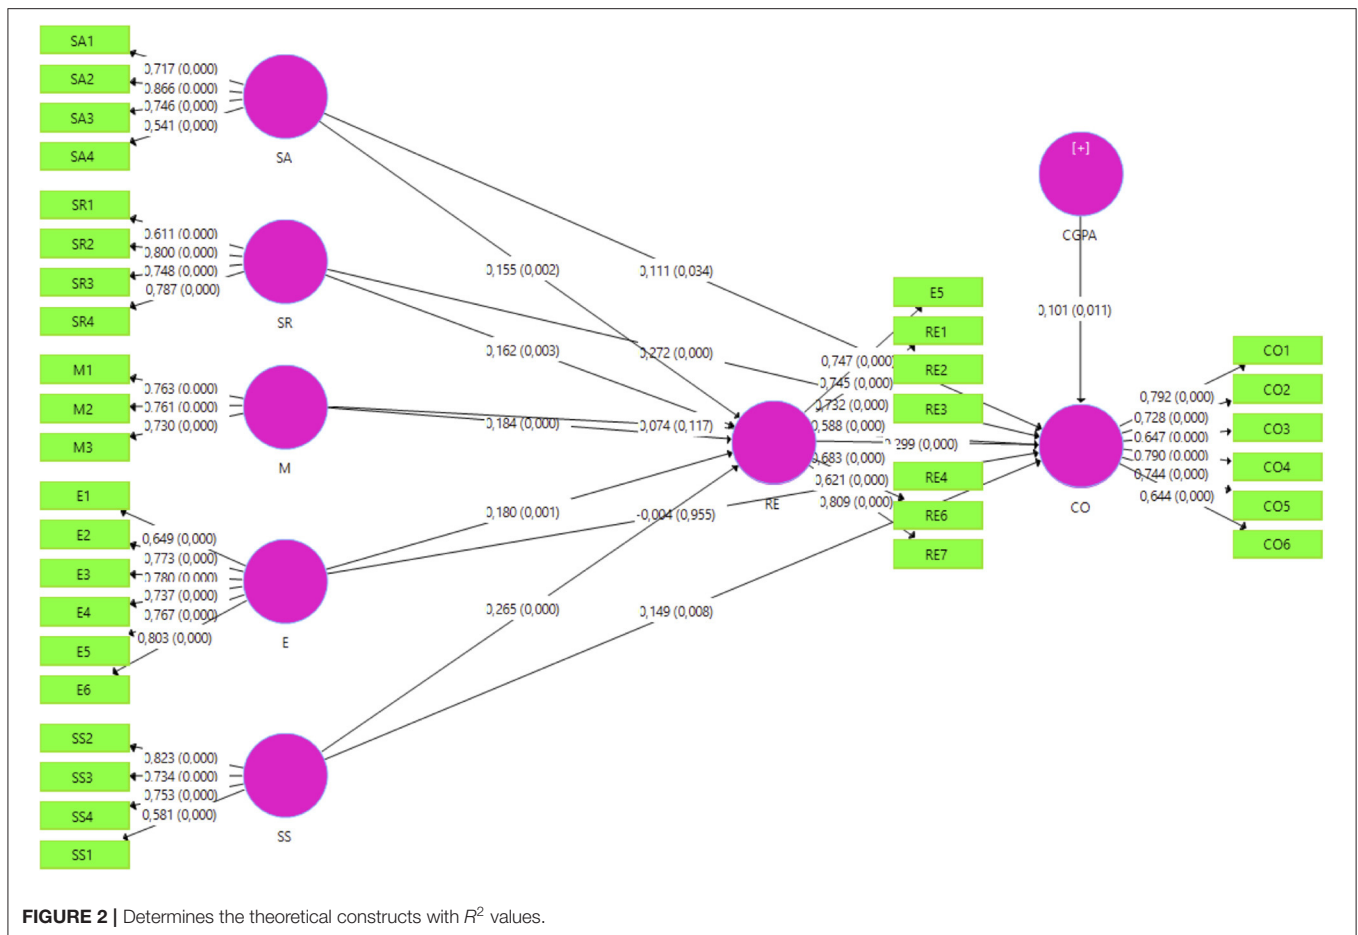 SA1
SA2
SA3
SA4
0,717 (0,000)
0,866 (0,000)
0,746 (0,000)
0,541 (0,000)
SA
SR1
SR2
SR3
SR4
0,611 (0,000)
0,800 (0,000)
0,748 (0,000)
0,787 (0,000)
SR
M1
M2
M3
0,763 (0,000)
0,761 (0,000)
0,730 (0,000)
M
E1
E2
E3
E4
E5
E6
0,649 (0,000)
0,773 (0,000)
0,780 (0,000)
0,737 (0,000)
0,767 (0,000)
0,803 (0,000)
E
SS2
SS3
SS4
SS1
0,823 (0,000)
0,734 (0,000)
0,753 (0,000)
0,581 (0,000)
SS
0,155 (0,002)
0,111 (0,034)
0,162 (0,003)
0,272 (0,000)
0,184 (0,000)
0,074 (0,117)
0,180 (0,001)
-0,004 (0,955)
0,265 (0,000)
0,149 (0,008)
RE
E5
RE1
RE2
RE3
RE4
RE6
RE7
0,747 (0,000)
0,745 (0,000)
0,732 (0,000)
0,588 (0,000)
0,683 (0,000)
0,621 (0,000)
0,809 (0,000)
0,299 (0,000)
[+]
CGPA
0,101 (0,011)
CO
0,792 (0,000)
0,728 (0,000)
0,647 (0,000)
0,790 (0,000)
0,744 (0,000)
0,644 (0,000)
CO1
CO2
CO3
CO4
CO5
CO6
FIGURE 2 | Determines the theoretical constructs with R² values.